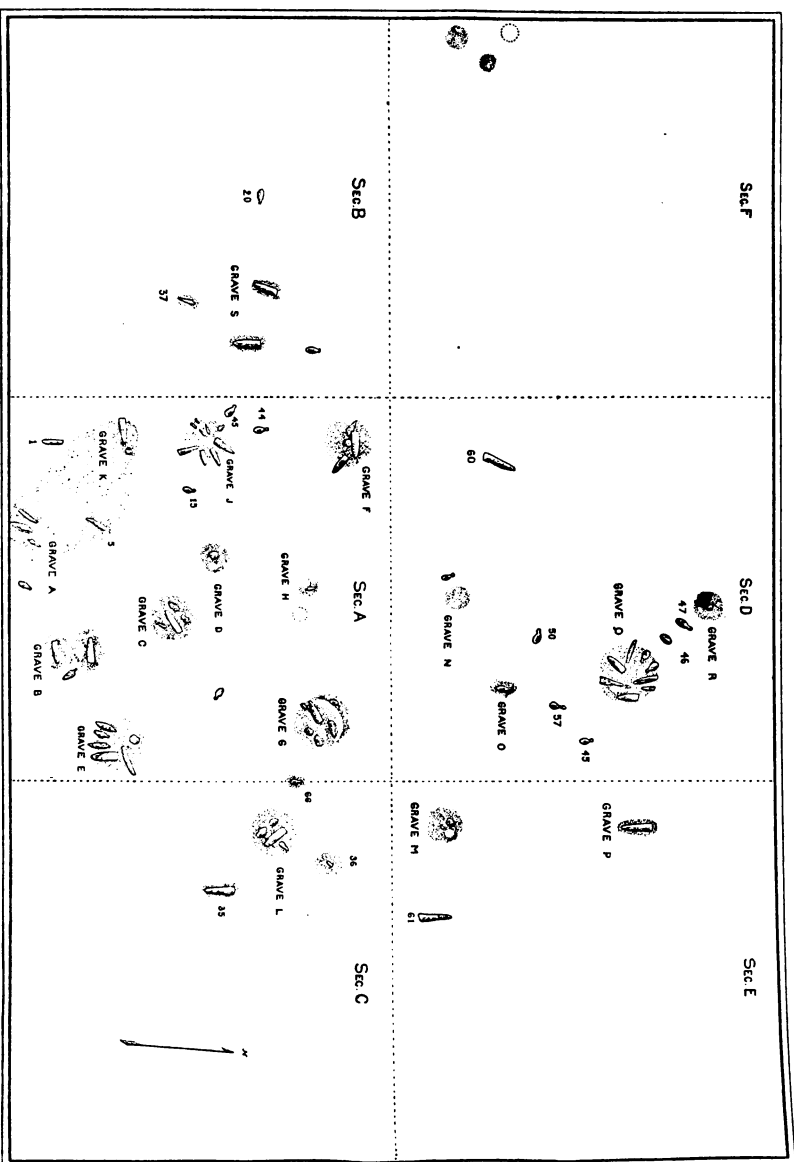 SEC. F
SEC. D
SEC. E
GRAVE R
47
46
GRAVE Q
GRAVE P
60
45
57
50
GRAVE O
GRAVE N
GRAVE M
61
SEC. B
SEC. A
SEC. C
GRAVE F
36
GRAVE H
GRAVE G
66
44
45
20
GRAVE S
GRAVE L
N
GRAVE J
GRAVE D
35
15
37
GRAVE C
GRAVE K
5
1
GRAVE A
GRAVE B
GRAVE E